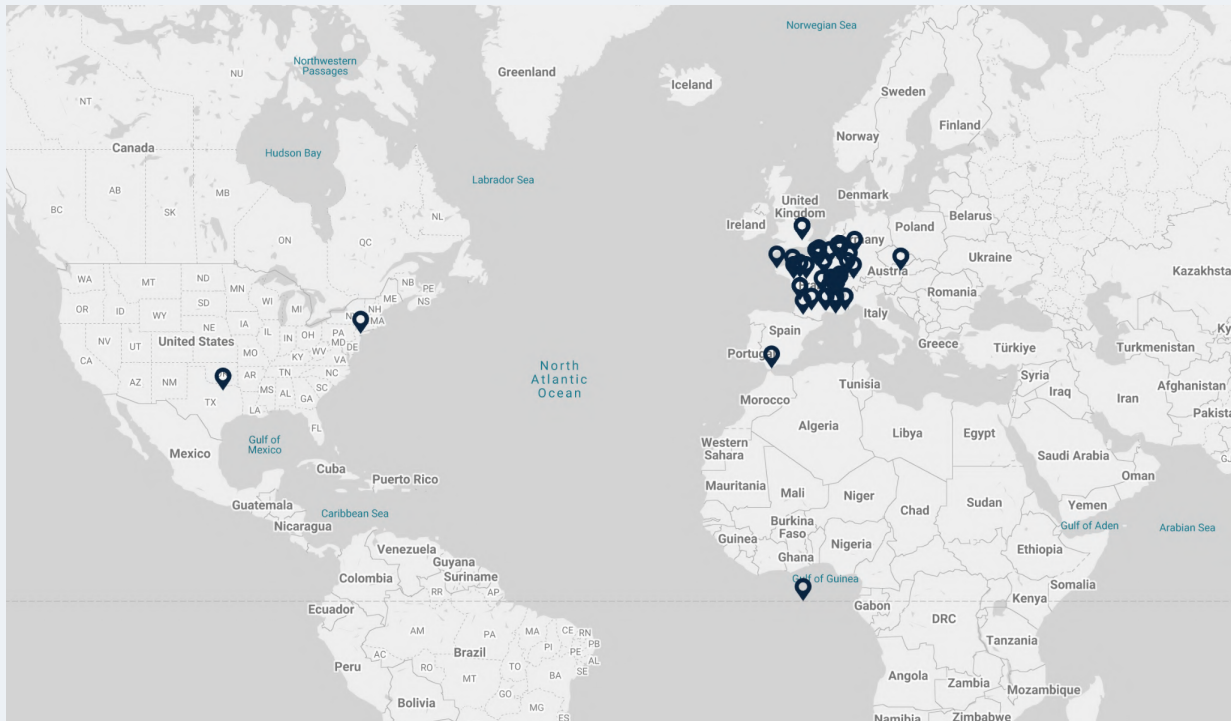 Norwegian Sea
Greenland
Iceland
Northwestern
Passages
NU
NT
Sweden
Finland
Norway
Canada
Hudson Bay
Labrador Sea
Denmark
United
Kingdom
Ireland
AB
MB
BC
SK
NL
ON
QC
Poland
Belarus
Ukraine
Austria
Kazakhsta
Romania
Italy
WA
MT
ND
MN
OR
ID
SD
WI
MI
NB
PE
ME
NS
WY
NE
IA
NH
MA
NV
UT
United States
IL
IN
OH
PA
MD
DE
WV
VA
MO
KY
CA
AZ
NM
AR
TN
NC
SC
MS
AL
GA
TX
LA
FL
Spain
Greece
Türkiye
Turkmenistan
North
Atlantic
Ocean
Tunisia
Syria
Iraq
Iran
Afghanistan
Pakist
Morocco
Algeria
Libya
Egypt
Western
Sahara
Gulf of
Mexico
Mexico
Cuba
Puerto Rico
Saudi Arabia
Oman
Mauritania
Mali
Niger
Chad
Sudan
Yemen
Guatemala
Nicaragua
Caribbean Sea
Burkina
Faso
Guinea
Ghana
Nigeria
Gulf of Aden
Arabian Sea
Ethiopia
Venezuela
Guyana
Suriname
Colombia
Gulf of Guinea
Somalia
RR
AP
Ecuador
Gabon
Kenya
DRC
AM
PA
MA
CE
RN
PB
PI
PE
AL
SE
AC
RO
Brazil
TO
BA
MT
Peru
Tanzania
GO
MG
ES
Bolivia
Angola
Zambia
Mozambique
Namibia
Zimbabwe